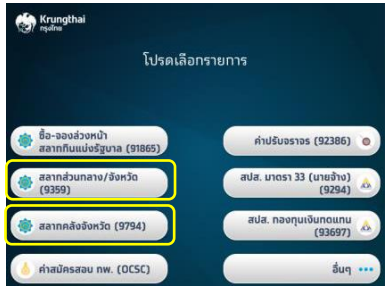 Krungthai
กรุงไทย
โปรดเลือกรายการ
ซื้อ-จองล่วงหน้า
สลากกินแบ่งรัฐบาล (91865)
ค่าปรับจราจร (92386)
สลากส่วนกลาง/จังหวัด
(9359)
สปส. มาตรา 33 (นายจ้าง)
(9294)
สลากคลังจังหวัด (9794)
สปส. กองทุนเงินทดแทน
(93697)
ค่าสมัครสอบ กพ. (OCSC)
อื่นๆ